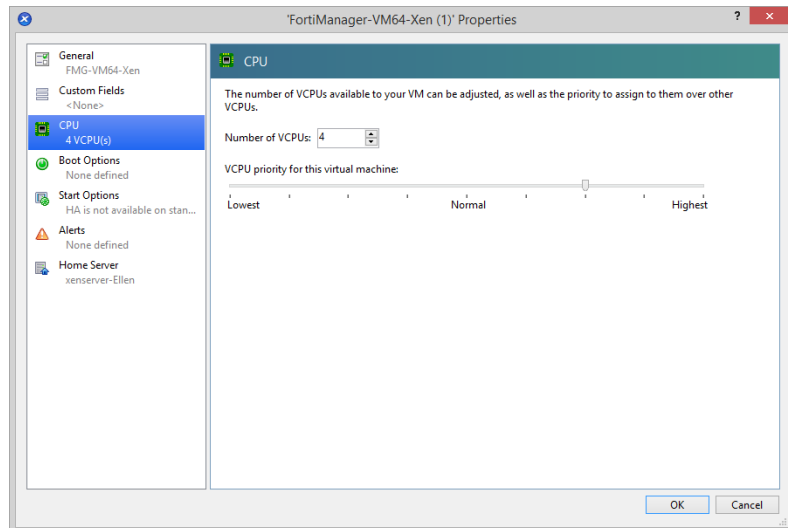 'FortiManager-VM64-Xen (1)' Properties
?
General
FMG-VM64-Xen
Custom Fields
<None>
CPU
4 VCPU(s)
Boot Options
None defined
Start Options
HA is not available on stan...
Alerts
None defined
Home Server
xenserver-Ellen
CPU
The number of VCPUs available to your VM can be adjusted, as well as the priority to assign to them over other
VCPUs.
Number of VCPUs: 4
VCPU priority for this virtual machine:
Lowest Normal Highest
OK Cancel